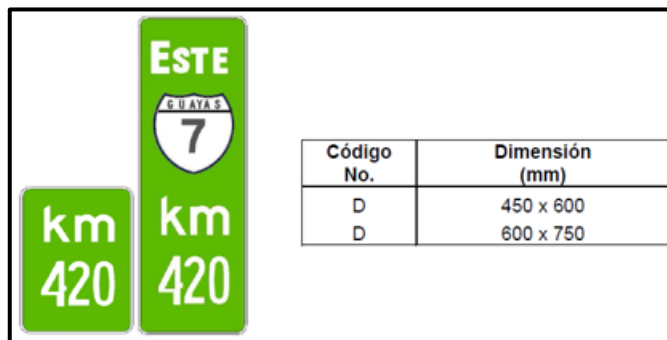 km
420
ESTE
GUAYAS
7
km
420
Código No.	Dimensión (mm)
D	450 x 600
D	600 x 750